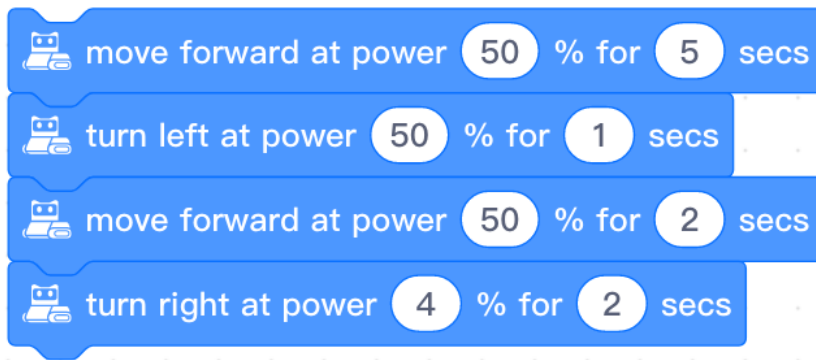 move forward at power 50 % for 5 secs
turn left at power 50 % for 1 secs
move forward at power 50 % for 2 secs
turn right at power 4 % for 2 secs